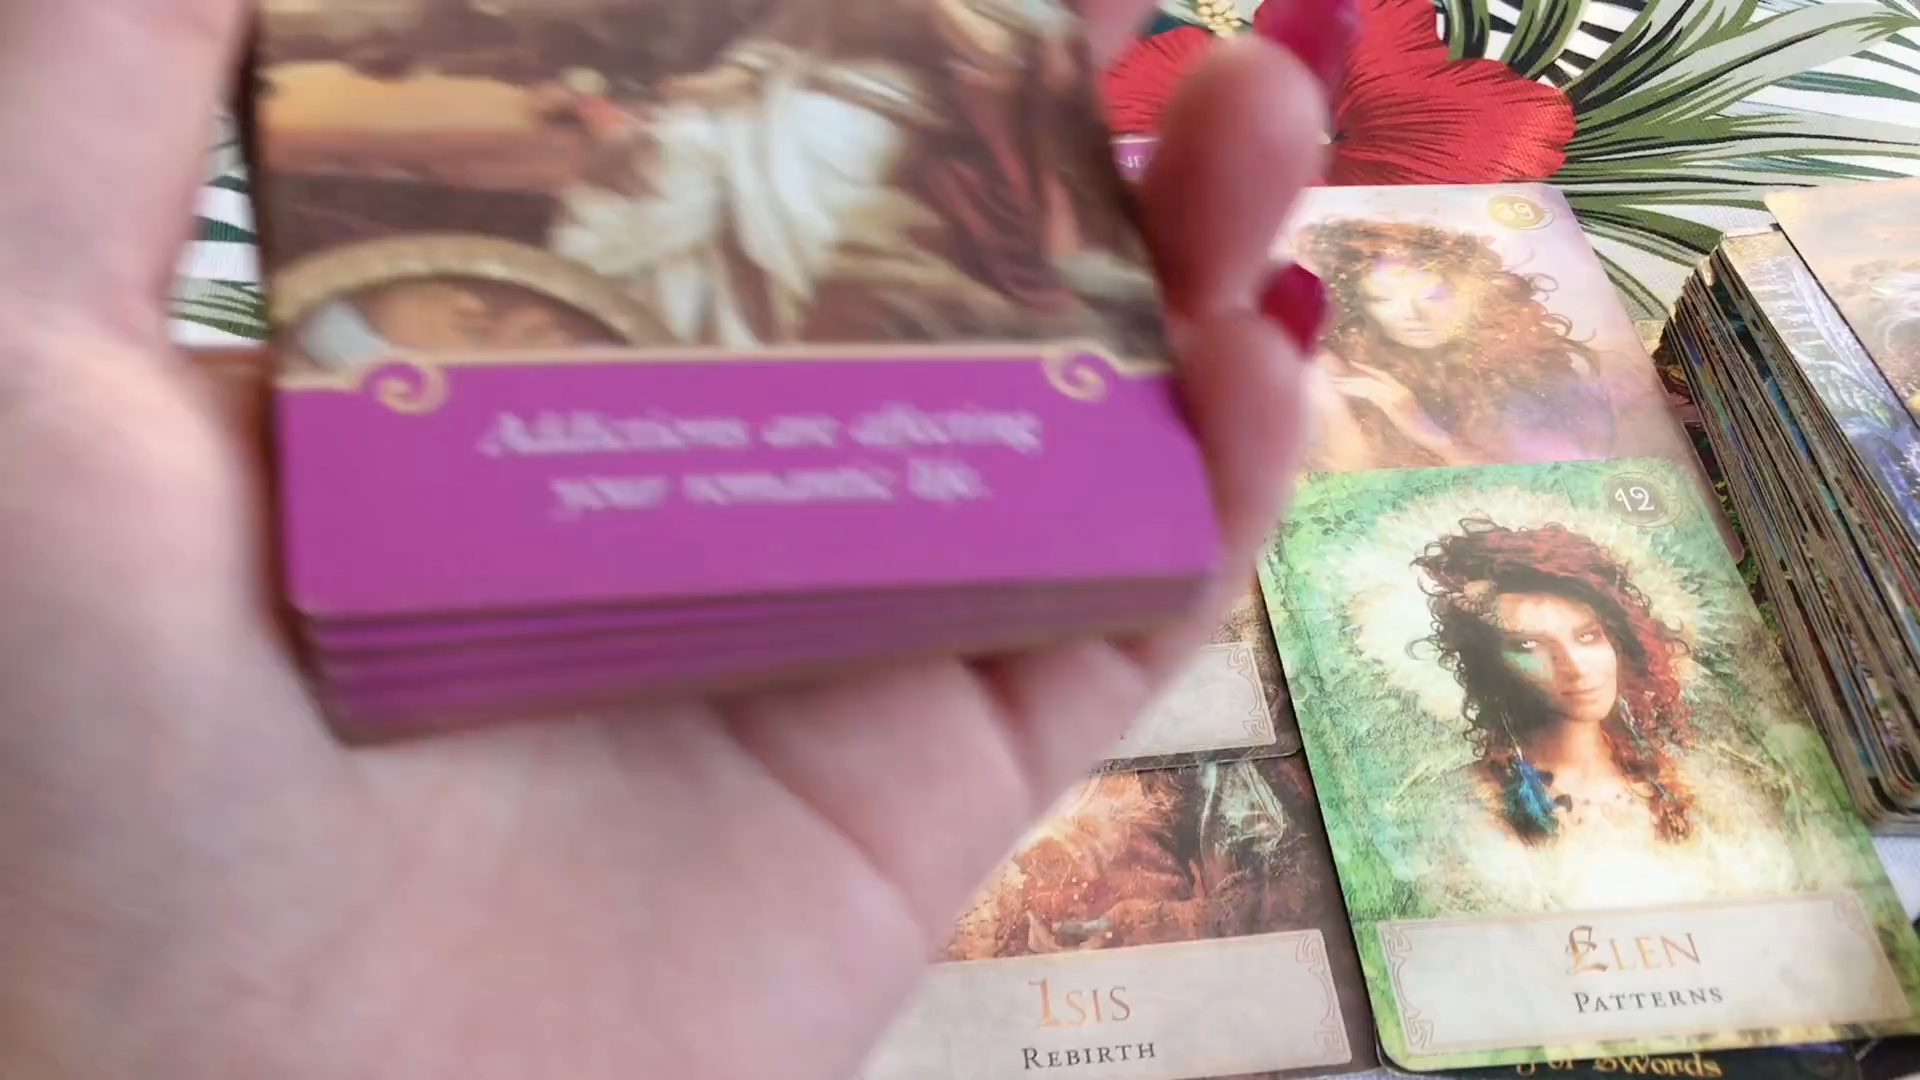 39
Addictions are affecting
your romantic life
12
ELEN
PATTERNS
ISIS
REBIRTH
of Swords